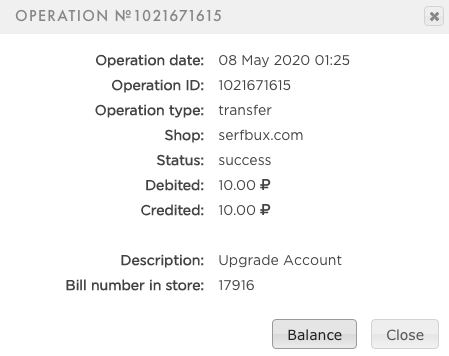 OPERATION №1021671615
Operation date: 08 May 2020 01:25
Operation ID: 1021671615
Operation type: transfer
Shop: serfbux.com
Status: success
Debited: 10.00 ₽
Credited: 10.00 ₽
Description: Upgrade Account
Bill number in store: 17916
Balance Close